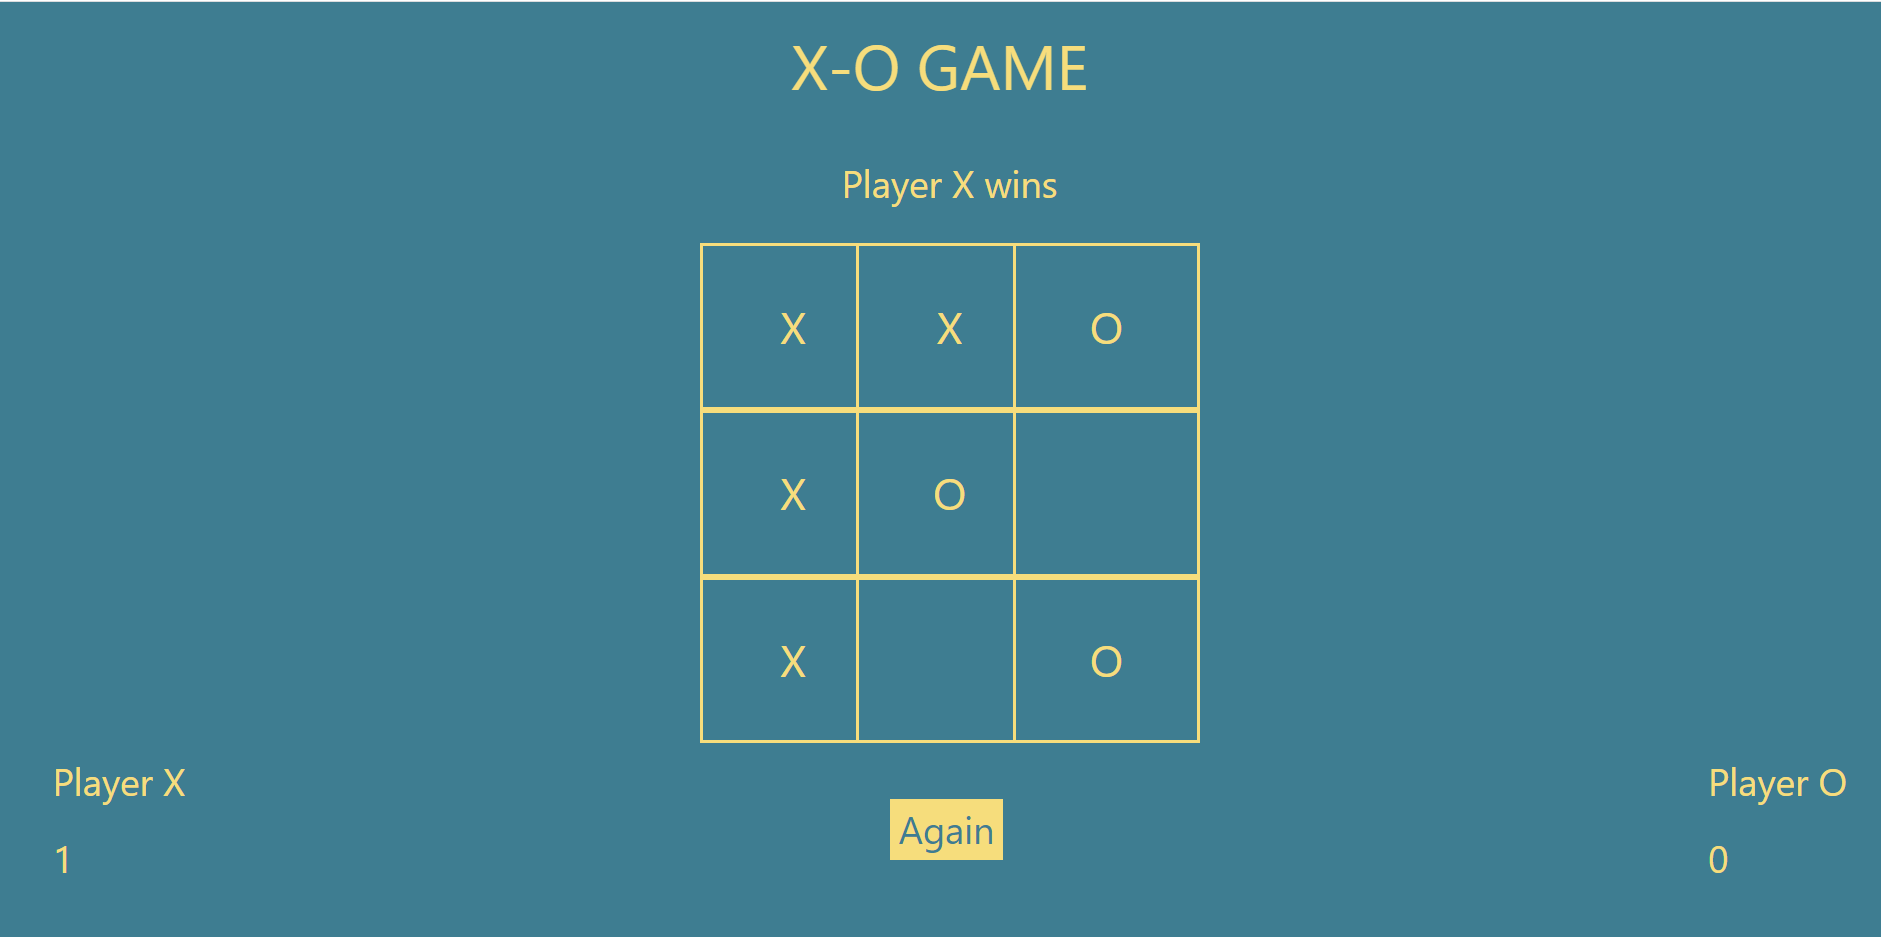 X-O GAME
Player X wins
X X O
X O
X O
Player X
Player O
Again
1
0